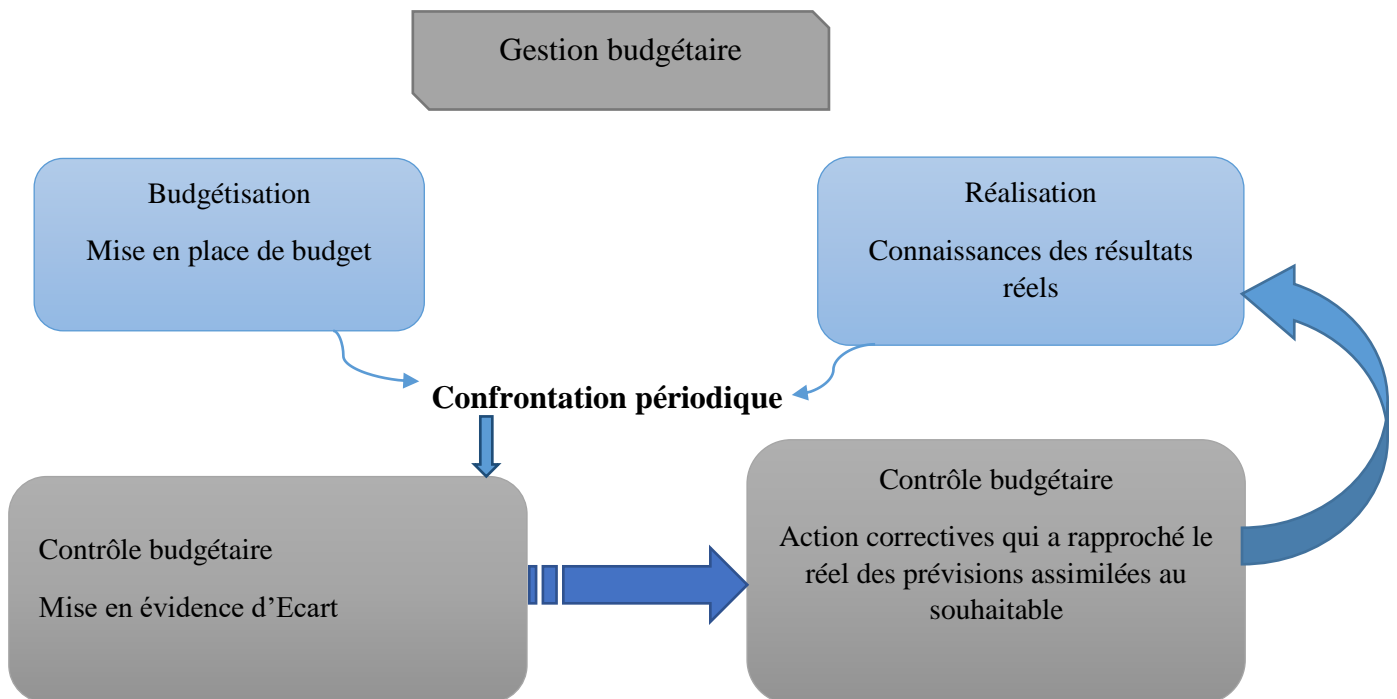 Gestion budgétaire
Budgétisation
Mise en place de budget
Réalisation
Connaissances des résultats
réels
Confrontation périodique
Contrôle budgétaire
Mise en évidence d’Ecart
Contrôle budgétaire
Action correctives qui a rapproché le
réel des prévisions assimilées au
souhaitable